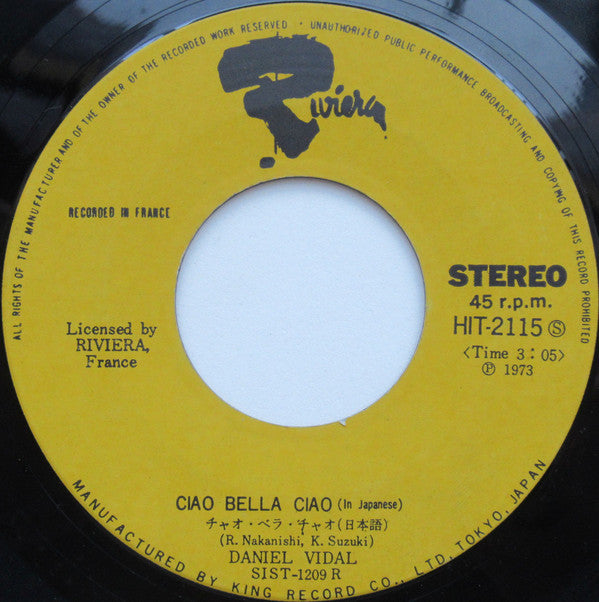 ALL RIGHTS OF THE MANUFACTURER AND OF THE OWNER OF THE RECORDED WORK RESERVED · UNAUTHORIZED PUBLIC PERFORMANCE BROADCASTING AND COPYING OF THIS RECORD PROHIBITED
Riviera
RECORDED IN FRANCE
STEREO
45 r.p.m.
HIT-2115 Ⓢ
Licensed by
RIVIERA,
France
〈Time 3:05〉
Ⓟ 1973
CIAO BELLA CIAO (In Japanese)
チャオ・ベラ・チャオ(日本語)
(R. Nakanishi, K. Suzuki)
DANIEL VIDAL
SIST-1209 R
MANUFACTURED BY KING RECORD CO., LTD, TOKYO, JAPAN